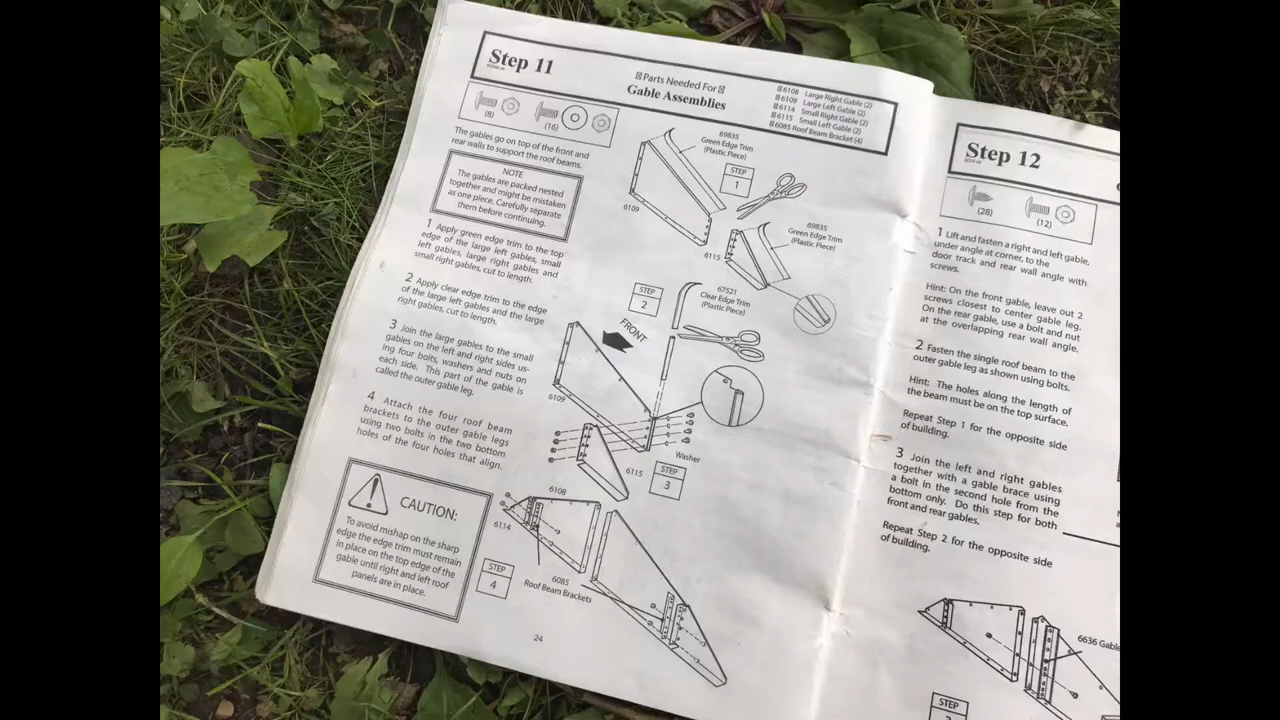 Step 11
Parts Needed For
Gable Assemblies
6108 Large Right Gable (2)
6109 Large Left Gable (2)
6114 Small Right Gable (2)
6115 Small Left Gable (2)
6085 Roof Beam Bracket (4)
(8)
(16)
The gables go on top of the front and
rear walls to support the roof beams.
NOTE
The gables are packed nested
together and might be mistaken
as one piece. Carefully separate
them before continuing.
1 Apply green edge trim to the top
edge of the large left gables, small
left gables, large right gables and
small right gables, cut to length.
2 Apply clear edge trim to the edge
of the large left gables and the large
right gables, cut to length.
3 Join the large gables to the small
gables on the left and right sides us-
ing four bolts, washers and nuts on
each side. This part of the gable is
called the outer gable leg.
4 Attach the four roof beam
brackets to the outer gable legs
using two bolts in the two bottom
holes of the four holes that align.
CAUTION:
To avoid mishap on the sharp
edge the edge trim must remain
in place on the top edge of the
gable until right and left roof
panels are in place.
69835
Green Edge Trim
(Plastic Piece)
STEP
1
6109
69835
Green Edge Trim
(Plastic Piece)
6115
STEP
2
67521
Clear Edge Trim
(Plastic Piece)
FRONT
6109
Washer
6115
STEP
3
6108
6114
STEP
4
6085
Roof Beam Brackets
24
Step 12
(28)
(12)
1 Lift and fasten a right and left gable,
under angle at corner, to the
door track and rear wall angle with
screws.
Hint: On the front gable, leave out 2
screws closest to center gable leg.
On the rear gable, use a bolt and nut
at the overlapping rear wall angle.
2 Fasten the single roof beam to the
outer gable leg as shown using bolts.
Hint: The holes along the length of
the beam must be on the top surface.
Repeat Step 1 for the opposite side
of building.
3 Join the left and right gables
together with a gable brace using
a bolt in the second hole from the
bottom only. Do this step for both
front and rear gables.
Repeat Step 2 for the opposite side
of building.
6636 Gable
STEP